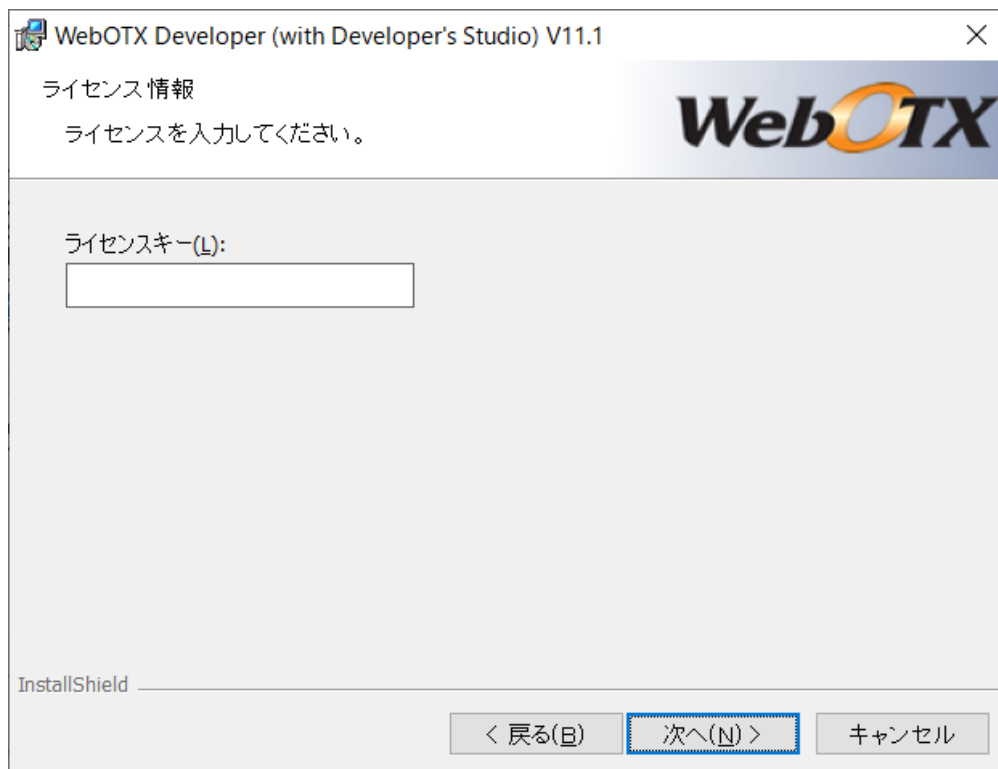 WebOTX Developer (with Developer's Studio) V11.1
ライセンス情報
ライセンスを入力してください。
WebOTX
ライセンスキー(L):
InstallShield
< 戻る(B)
次へ(N) >
キャンセル